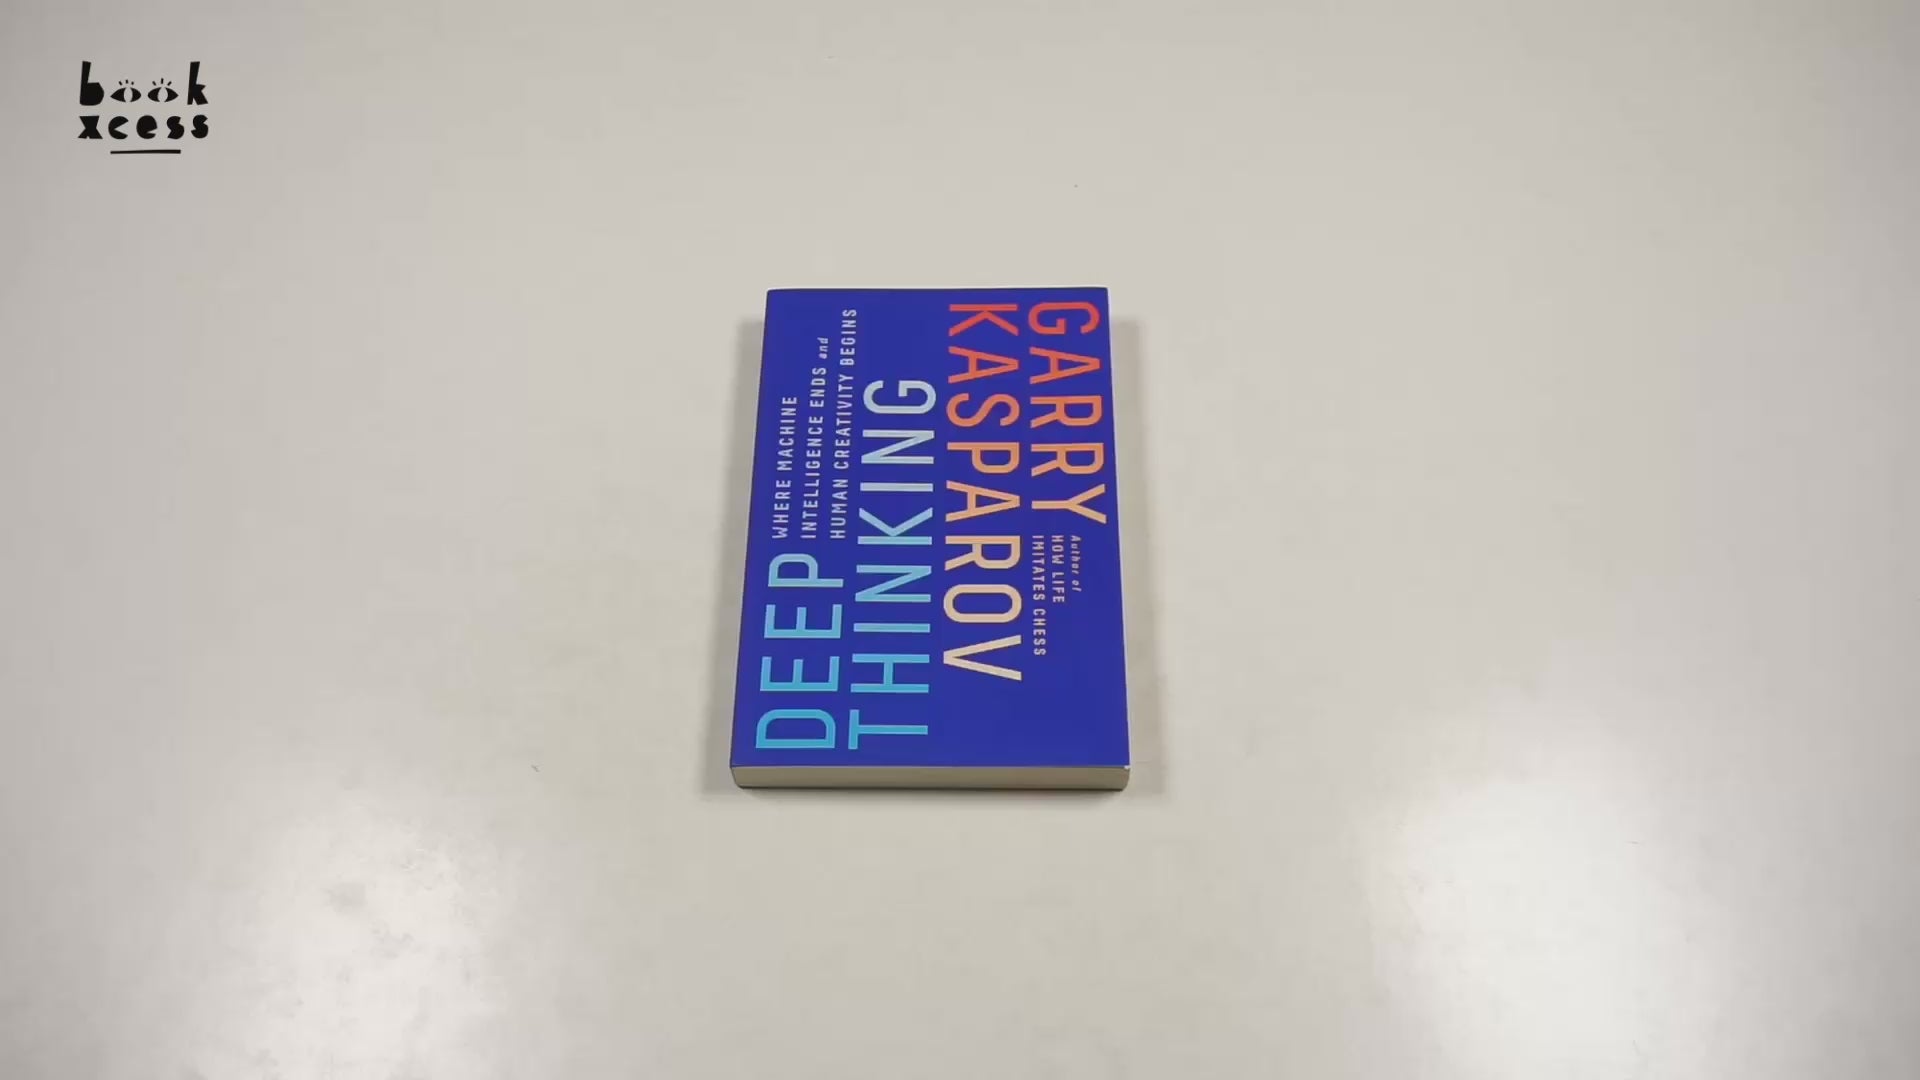 book
xcess
DEEP
THINKING
WHERE MACHINE
INTELLIGENCE ENDS and
HUMAN CREATIVITY BEGINS
GARRY
KASPAROV
Author of
HOW LIFE
IMITATES CHESS